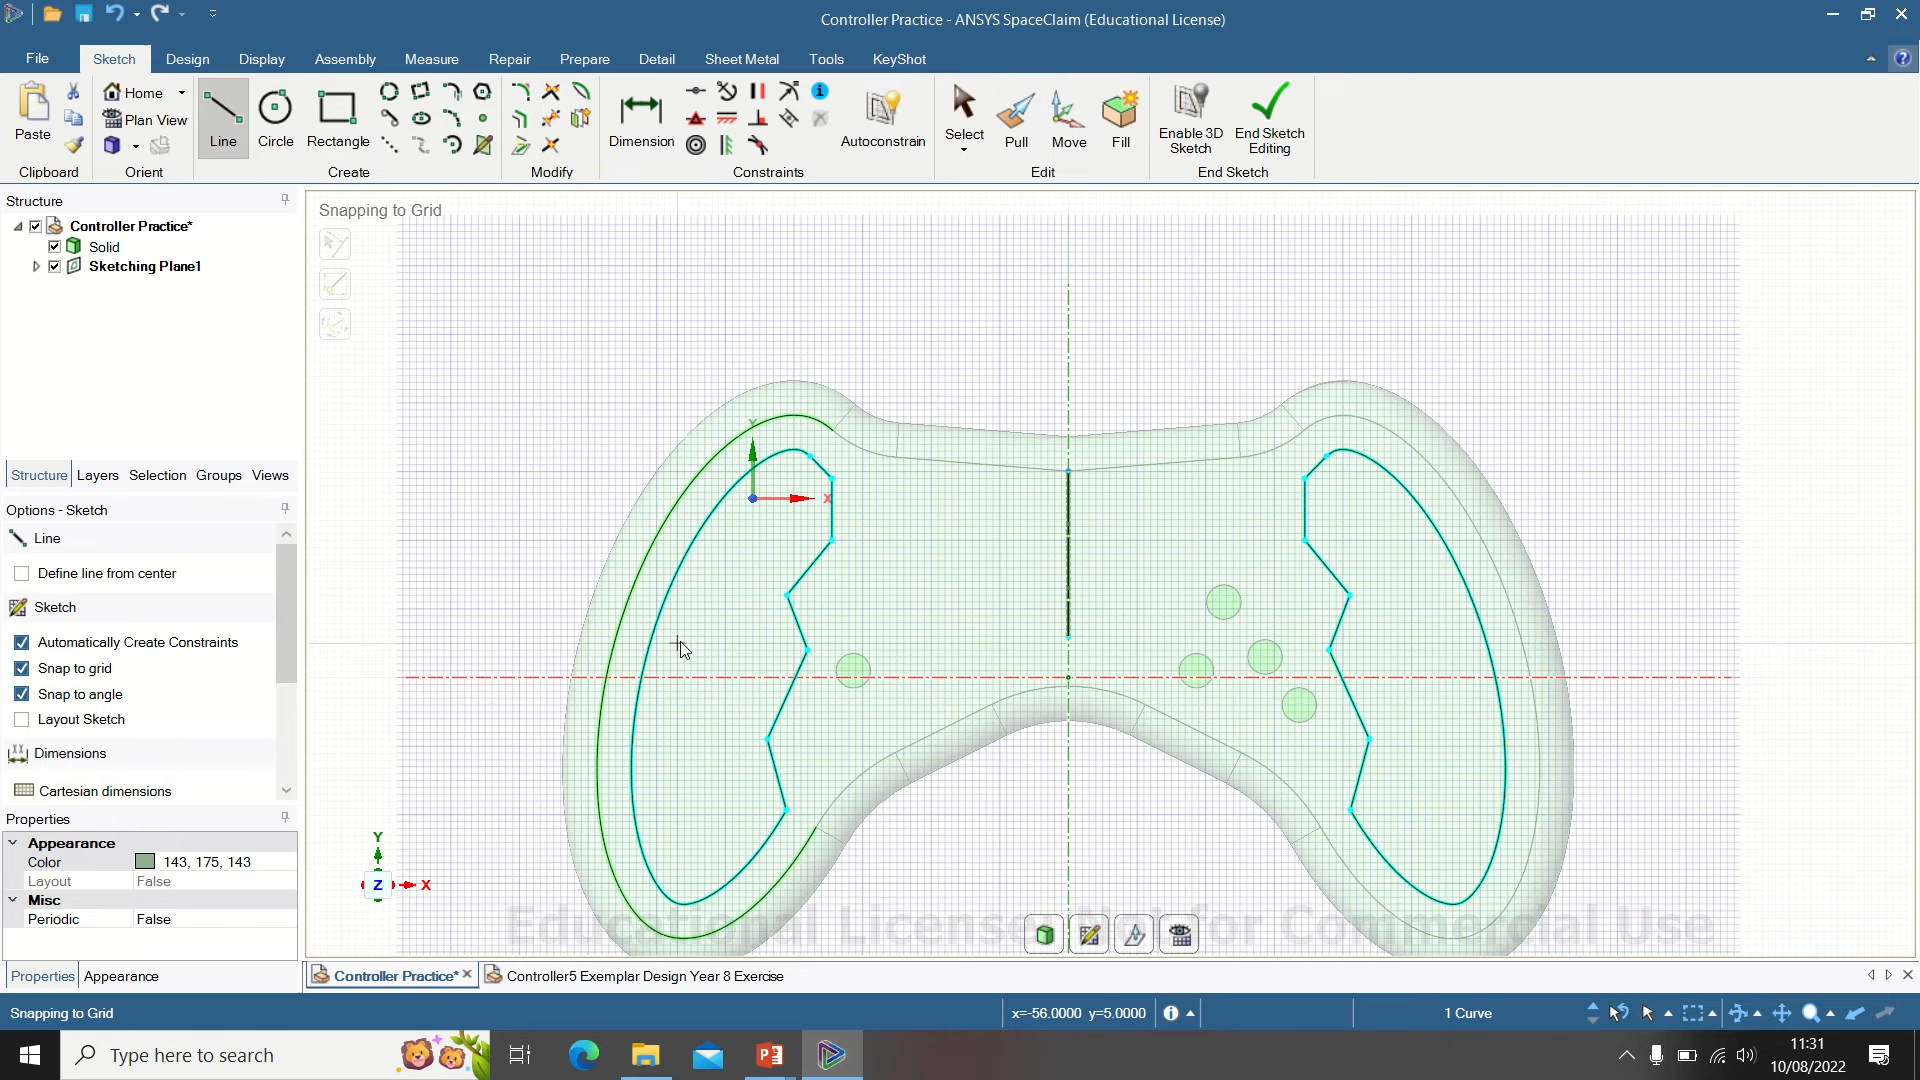 Controller Practice - ANSYS SpaceClaim (Educational License)
File Sketch Design Display Assembly Measure Repair Prepare Detail Sheet Metal Tools KeyShot
Paste
Home
Plan View
Line
Circle
Rectangle
Dimension
Autoconstrain
Select
Pull
Move
Fill
Enable 3D Sketch
End Sketch Editing
Clipboard Orient Create Modify Constraints Edit End Sketch
Structure
Controller Practice*
Solid
Sketching Plane1
Structure Layers Selection Groups Views
Options - Sketch
Line
Define line from center
Sketch
Automatically Create Constraints
Snap to grid
Snap to angle
Layout Sketch
Dimensions
Cartesian dimensions
Properties
Appearance
Color 143, 175, 143
Layout False
Misc
Periodic False
Properties Appearance
Snapping to Grid
Y
X
Y
Z
X
Educational License. Not for Commercial Use
Controller Practice* Controller5 Exemplar Design Year 8 Exercise
Snapping to Grid x=-56.0000 y=5.0000 1 Curve
Type here to search
11:31
10/08/2022